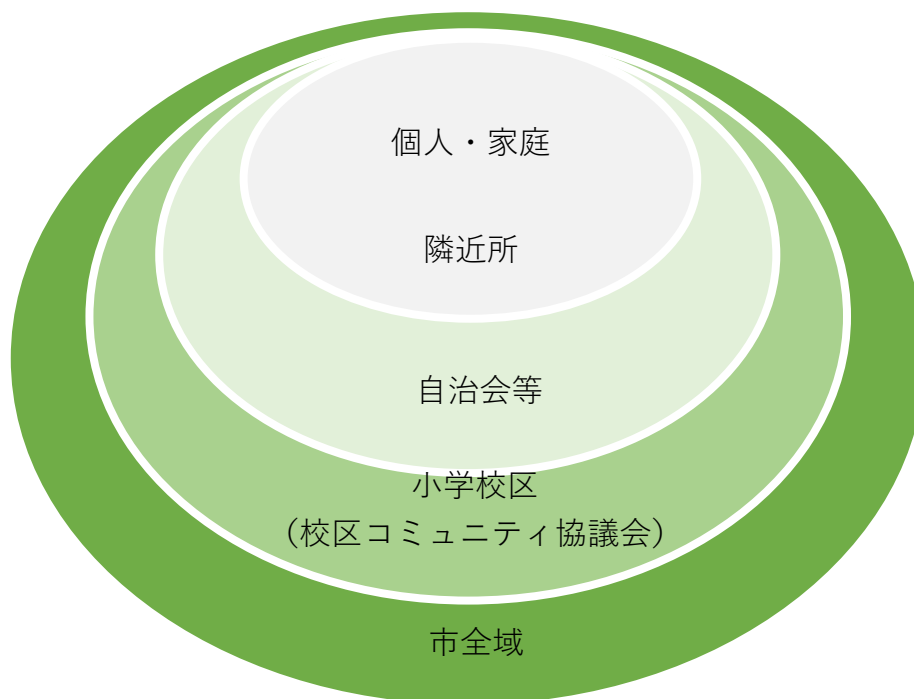 個人・家庭
隣近所
自治会等
小学校区
（校区コミュニティ協議会）
市全域